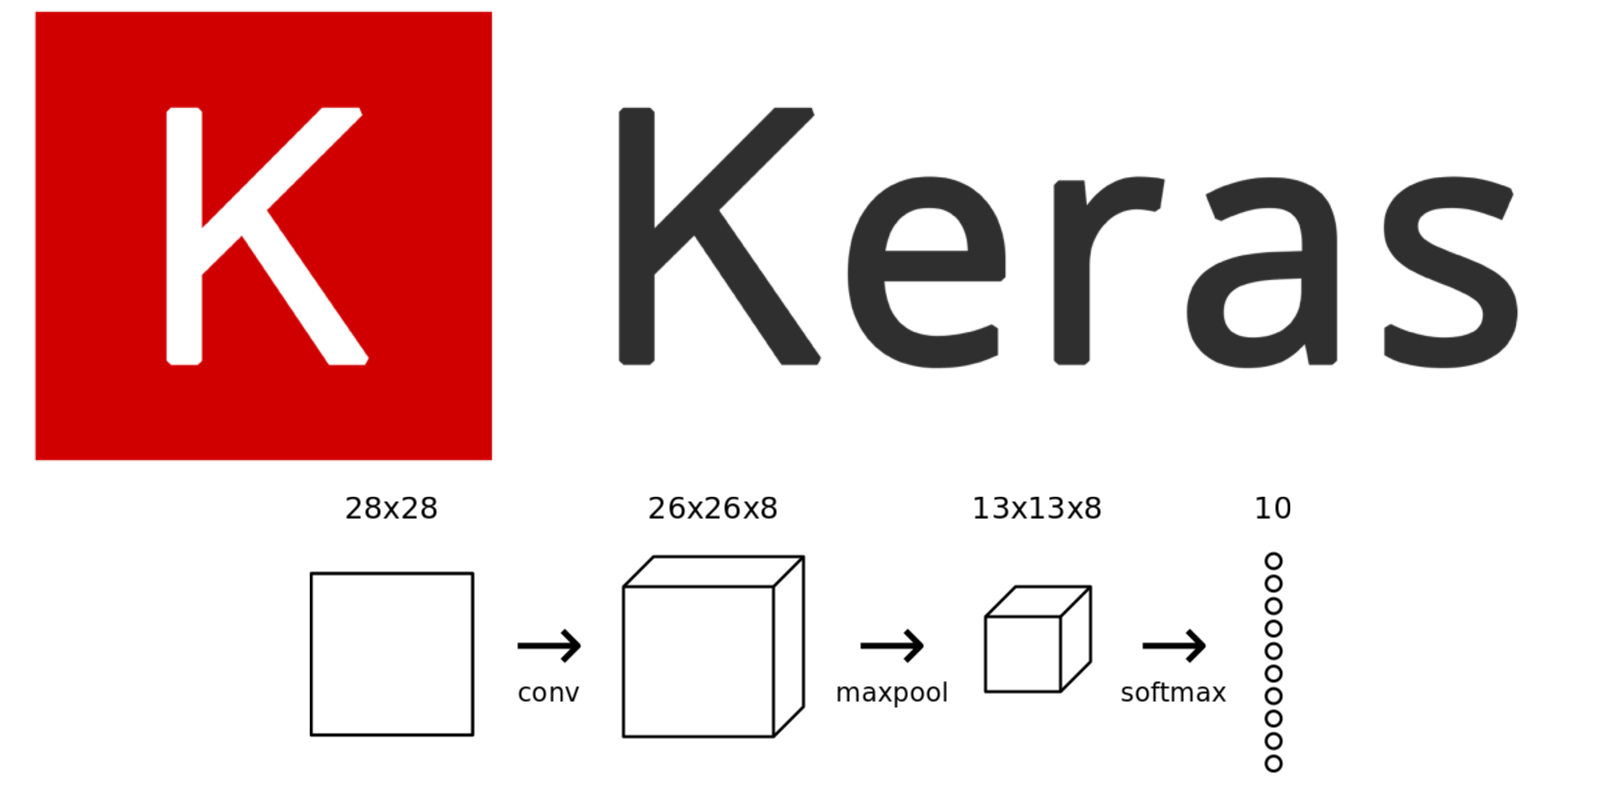 K Keras
28x28 26x26x8 13x13x8 10
conv maxpool softmax